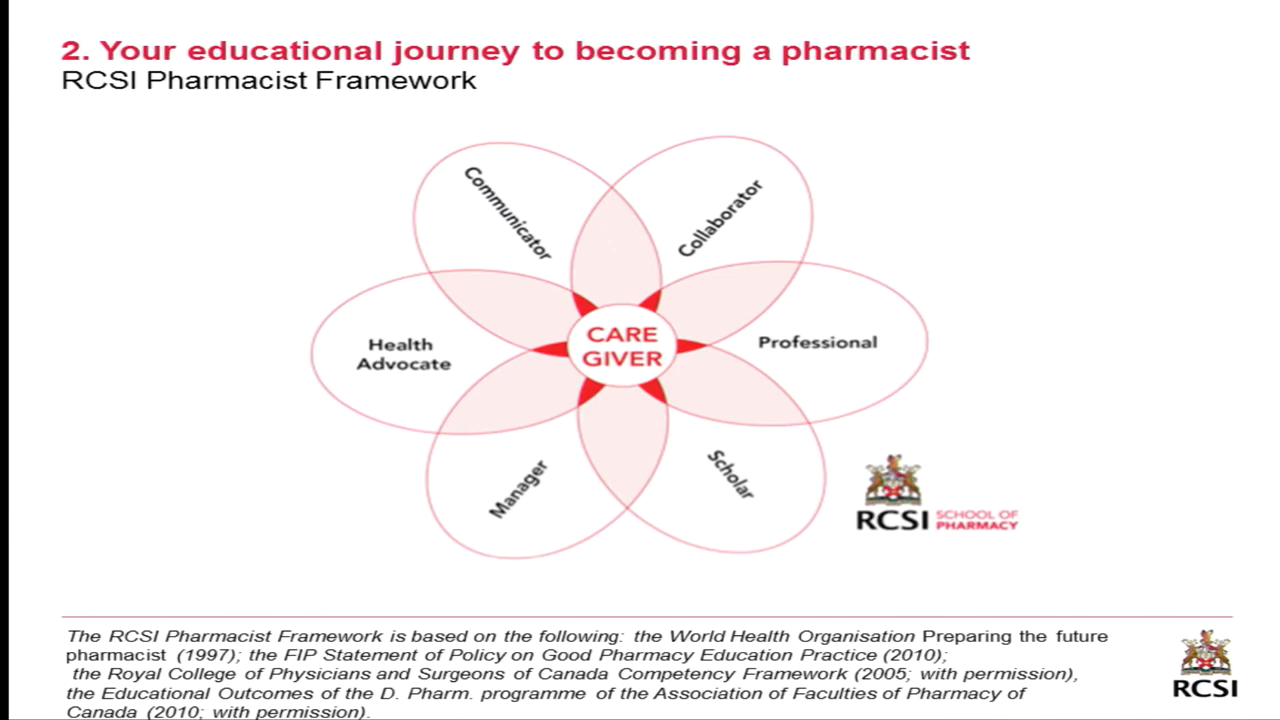 2. Your educational journey to becoming a pharmacist
RCSI Pharmacist Framework
Communicator
Collaborator
Health
Advocate
CARE
GIVER
Professional
Manager
Scholar
RCSI SCHOOL OF
PHARMACY
The RCSI Pharmacist Framework is based on the following: the World Health Organisation Preparing the future
pharmacist (1997); the FIP Statement of Policy on Good Pharmacy Education Practice (2010);
the Royal College of Physicians and Surgeons of Canada Competency Framework (2005; with permission),
the Educational Outcomes of the D. Pharm. programme of the Association of Faculties of Pharmacy of
Canada (2010; with permission).
RCSI